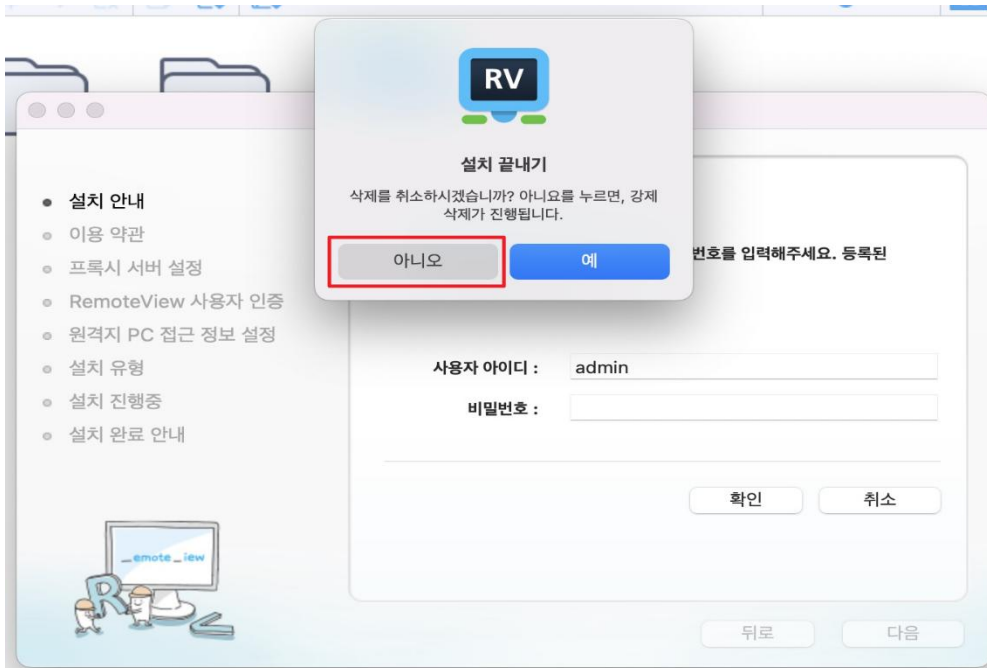 RV
설치 끝내기
삭제를 취소하시겠습니까? 아니요를 누르면, 강제
삭제가 진행됩니다.
아니오
예
설치 안내
이용 약관
프록시 서버 설정
RemoteView 사용자 인증
원격지 PC 접근 정보 설정
설치 유형
설치 진행중
설치 완료 안내
번호를 입력해주세요. 등록된
사용자 아이디 :
admin
비밀번호 :
확인
취소
_emote_iew
R
V
뒤로
다음